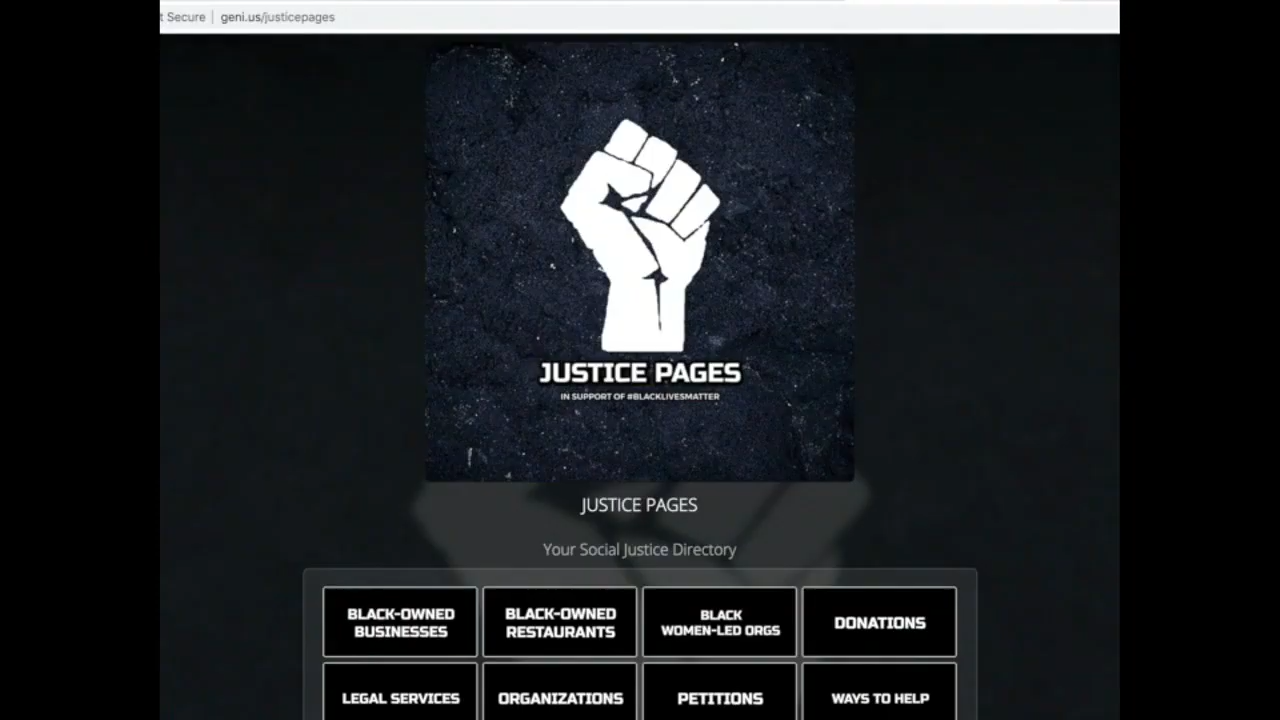 t Secure | geni.us/justicepages
JUSTICE PAGES
IN SUPPORT OF #BLACKLIVESMATTER
JUSTICE PAGES
Your Social Justice Directory
BLACK-OWNED
BUSINESSES
BLACK-OWNED
RESTAURANTS
BLACK
WOMEN-LED ORGS
DONATIONS
LEGAL SERVICES
ORGANIZATIONS
PETITIONS
WAYS TO HELP